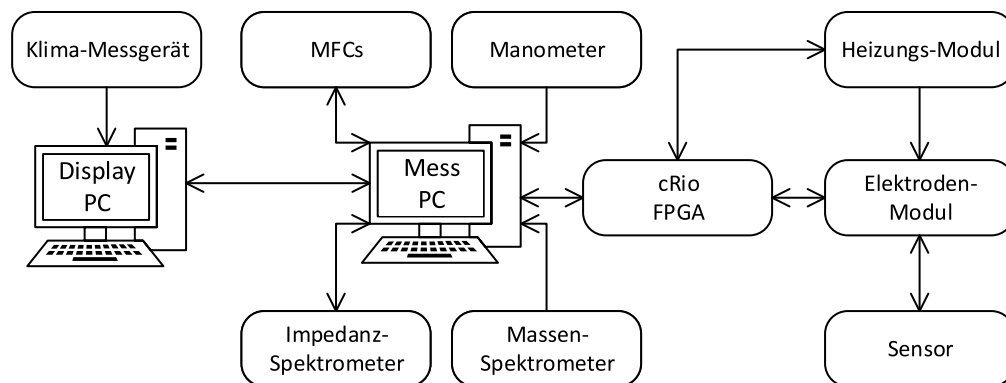 Klima-Messgerät
MFCs
Manometer
Heizungs-Modul
Display
PC
Mess
PC
cRio
FPGA
Elektroden-
Modul
Impedanz-
Spektrometer
Massen-
Spektrometer
Sensor